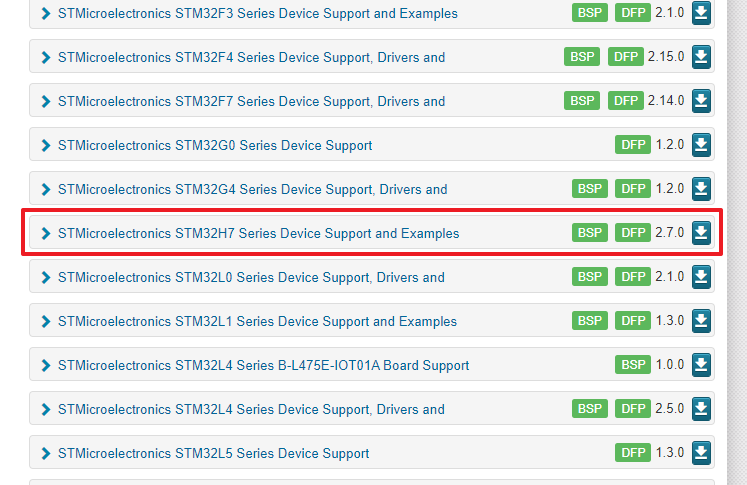 STMicroelectronics STM32F3 Series Device Support and Examples BSP DFP 2.1.0
STMicroelectronics STM32F4 Series Device Support, Drivers and BSP DFP 2.15.0
STMicroelectronics STM32F7 Series Device Support, Drivers and BSP DFP 2.14.0
STMicroelectronics STM32G0 Series Device Support DFP 1.2.0
STMicroelectronics STM32G4 Series Device Support, Drivers and BSP DFP 1.2.0
STMicroelectronics STM32H7 Series Device Support and Examples BSP DFP 2.7.0
STMicroelectronics STM32L0 Series Device Support, Drivers and BSP DFP 2.1.0
STMicroelectronics STM32L1 Series Device Support and Examples BSP DFP 1.3.0
STMicroelectronics STM32L4 Series B-L475E-IOT01A Board Support BSP 1.0.0
STMicroelectronics STM32L4 Series Device Support, Drivers and BSP DFP 2.5.0
STMicroelectronics STM32L5 Series Device Support DFP 1.3.0